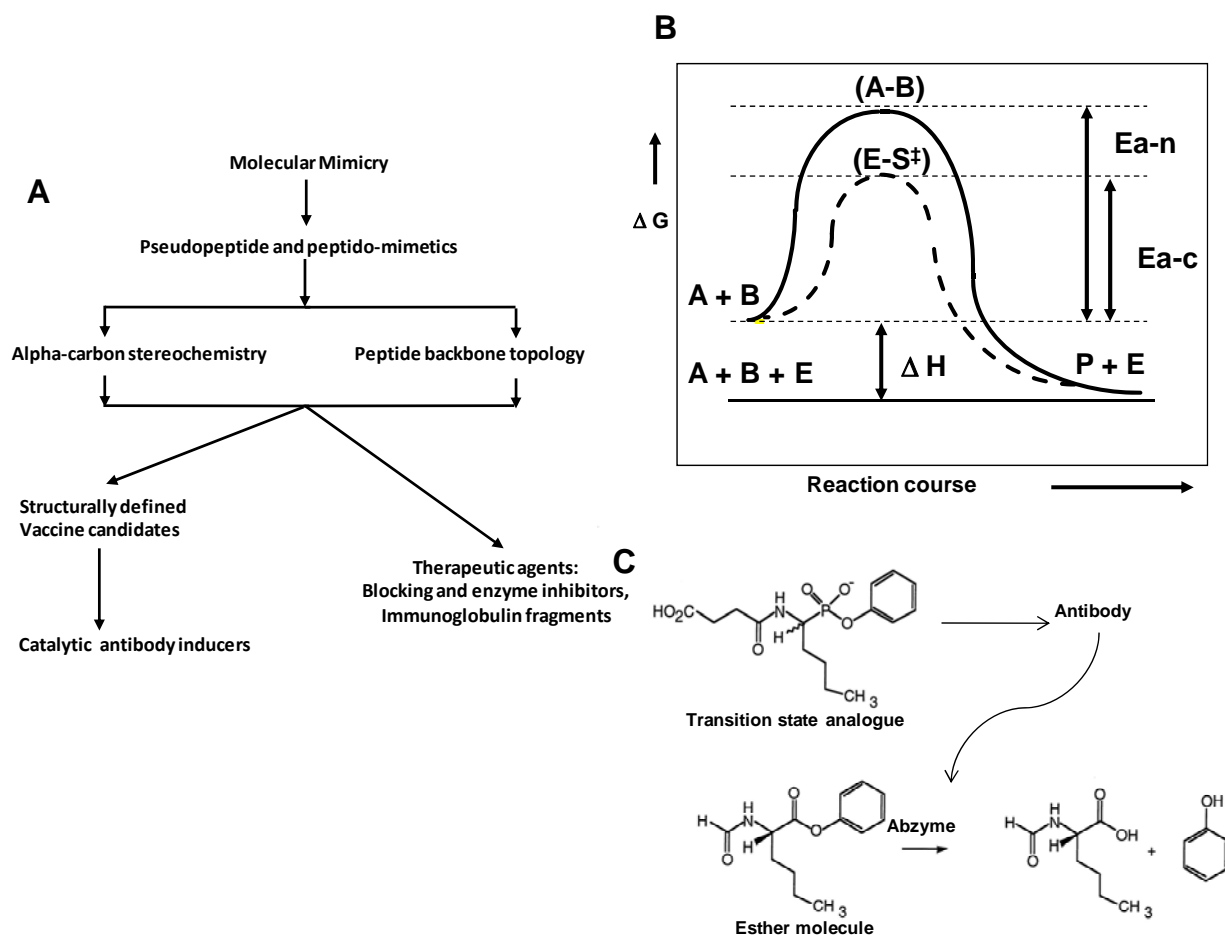 A
Molecular Mimicry
Pseudopeptide and peptido-mimetics
Alpha-carbon stereochemistry
Peptide backbone topology
Structurally defined
Vaccine candidates
Therapeutic agents:
Blocking and enzyme inhibitors,
Immunoglobulin fragments
Catalytic antibody inducers
B
(A-B)
(E-S‡)
Ea-n
Ea-c
Δ G
A + B
A + B + E
Δ H
P + E
Reaction course
C
HO2C
O
H
N
H
O
P
O-
O
CH3
Transition state analogue
Antibody
H
O
H
N
H
O
O
CH3
Esther molecule
Abzyme
H
O
H
N
H
O
OH
CH3
+
OH